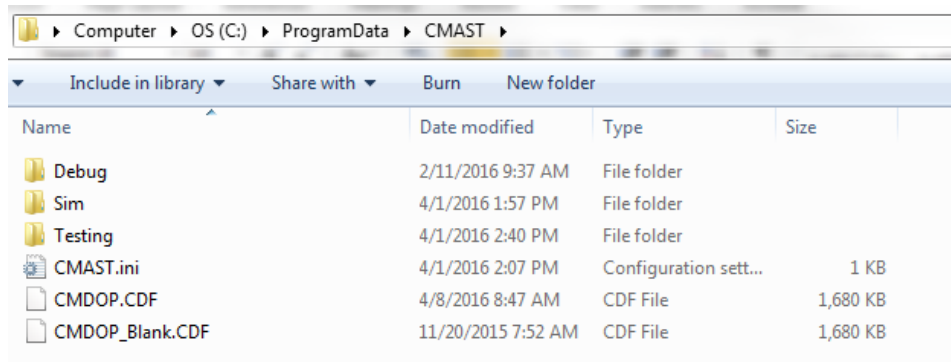 Computer OS (C:) ProgramData CMAST
Include in library Share with Burn New folder
Name Date modified Type Size
Debug 2/11/2016 9:37 AM File folder
Sim 4/1/2016 1:57 PM File folder
Testing 4/1/2016 2:40 PM File folder
CMAST.ini 4/1/2016 2:07 PM Configuration sett... 1 KB
CMDOP.CDF 4/8/2016 8:47 AM CDF File 1,680 KB
CMDOP_Blank.CDF 11/20/2015 7:52 AM CDF File 1,680 KB